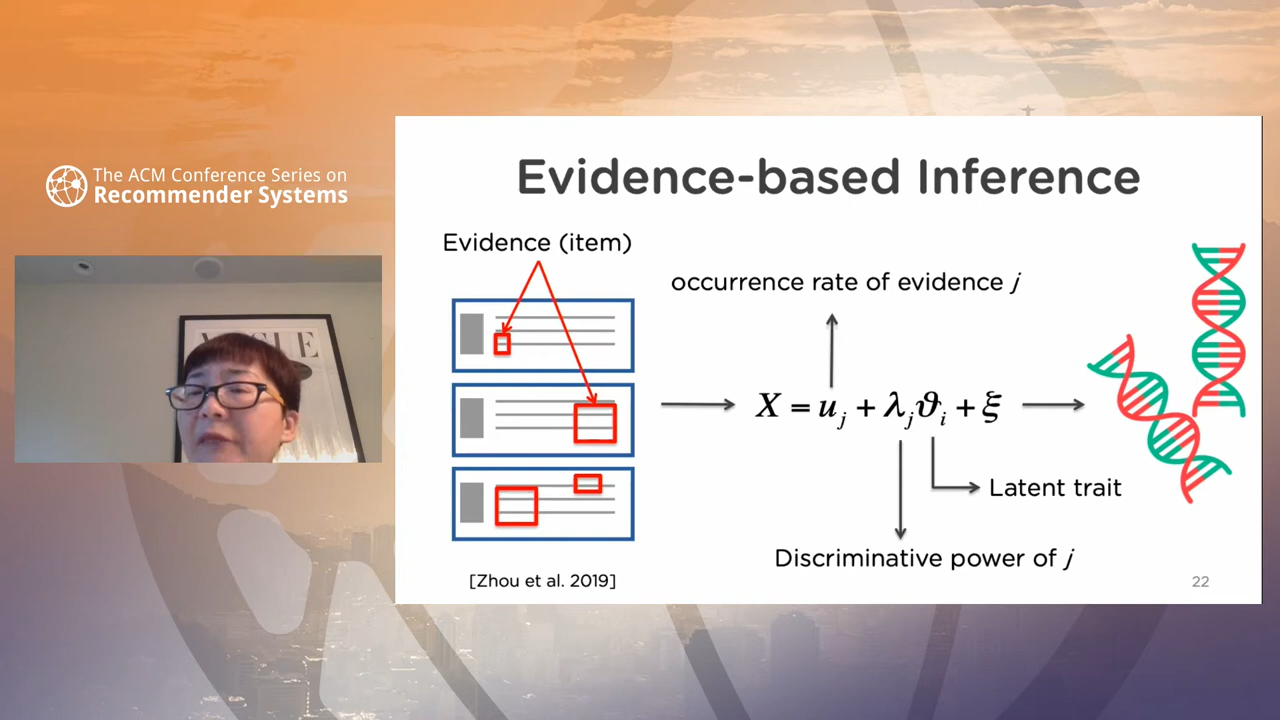 The ACM Conference Series on
Recommender Systems
VOGUE
Evidence-based Inference
Evidence (item)
occurrence rate of evidence j
X = u_j + λ_jϑ_i + ξ
Latent trait
Discriminative power of j
[Zhou et al. 2019]
22